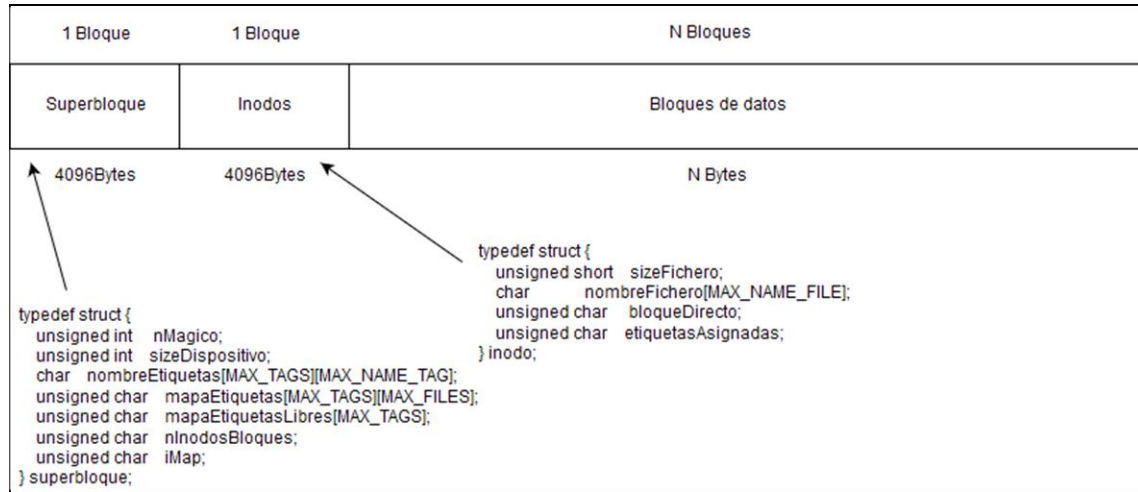 1 Bloque
1 Bloque
N Bloques
Superbloque
Inodos
Bloques de datos
4096Bytes
4096Bytes
N Bytes
typedef struct {
unsigned short sizeFichero;
char nombreFichero[MAX_NAME_FILE];
unsigned char bloqueDirecto;
unsigned char etiquetasAsignadas;
} inodo;
typedef struct {
unsigned int nMagico;
unsigned int sizeDispositivo;
char nombreEtiquetas[MAX_TAGS][MAX_NAME_TAG];
unsigned char mapaEtiquetas[MAX_TAGS][MAX_FILES];
unsigned char mapaEtiquetasLibres[MAX_TAGS];
unsigned char nInodosBloques;
unsigned char iMap;
} superbloque;